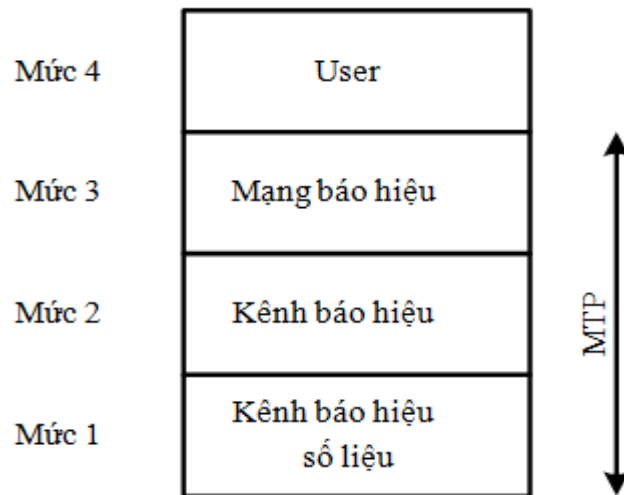 Mức 4
User
Mức 3
Mạng báo hiệu
Mức 2
Kênh báo hiệu
Mức 1
Kênh báo hiệu
số liệu
MTP